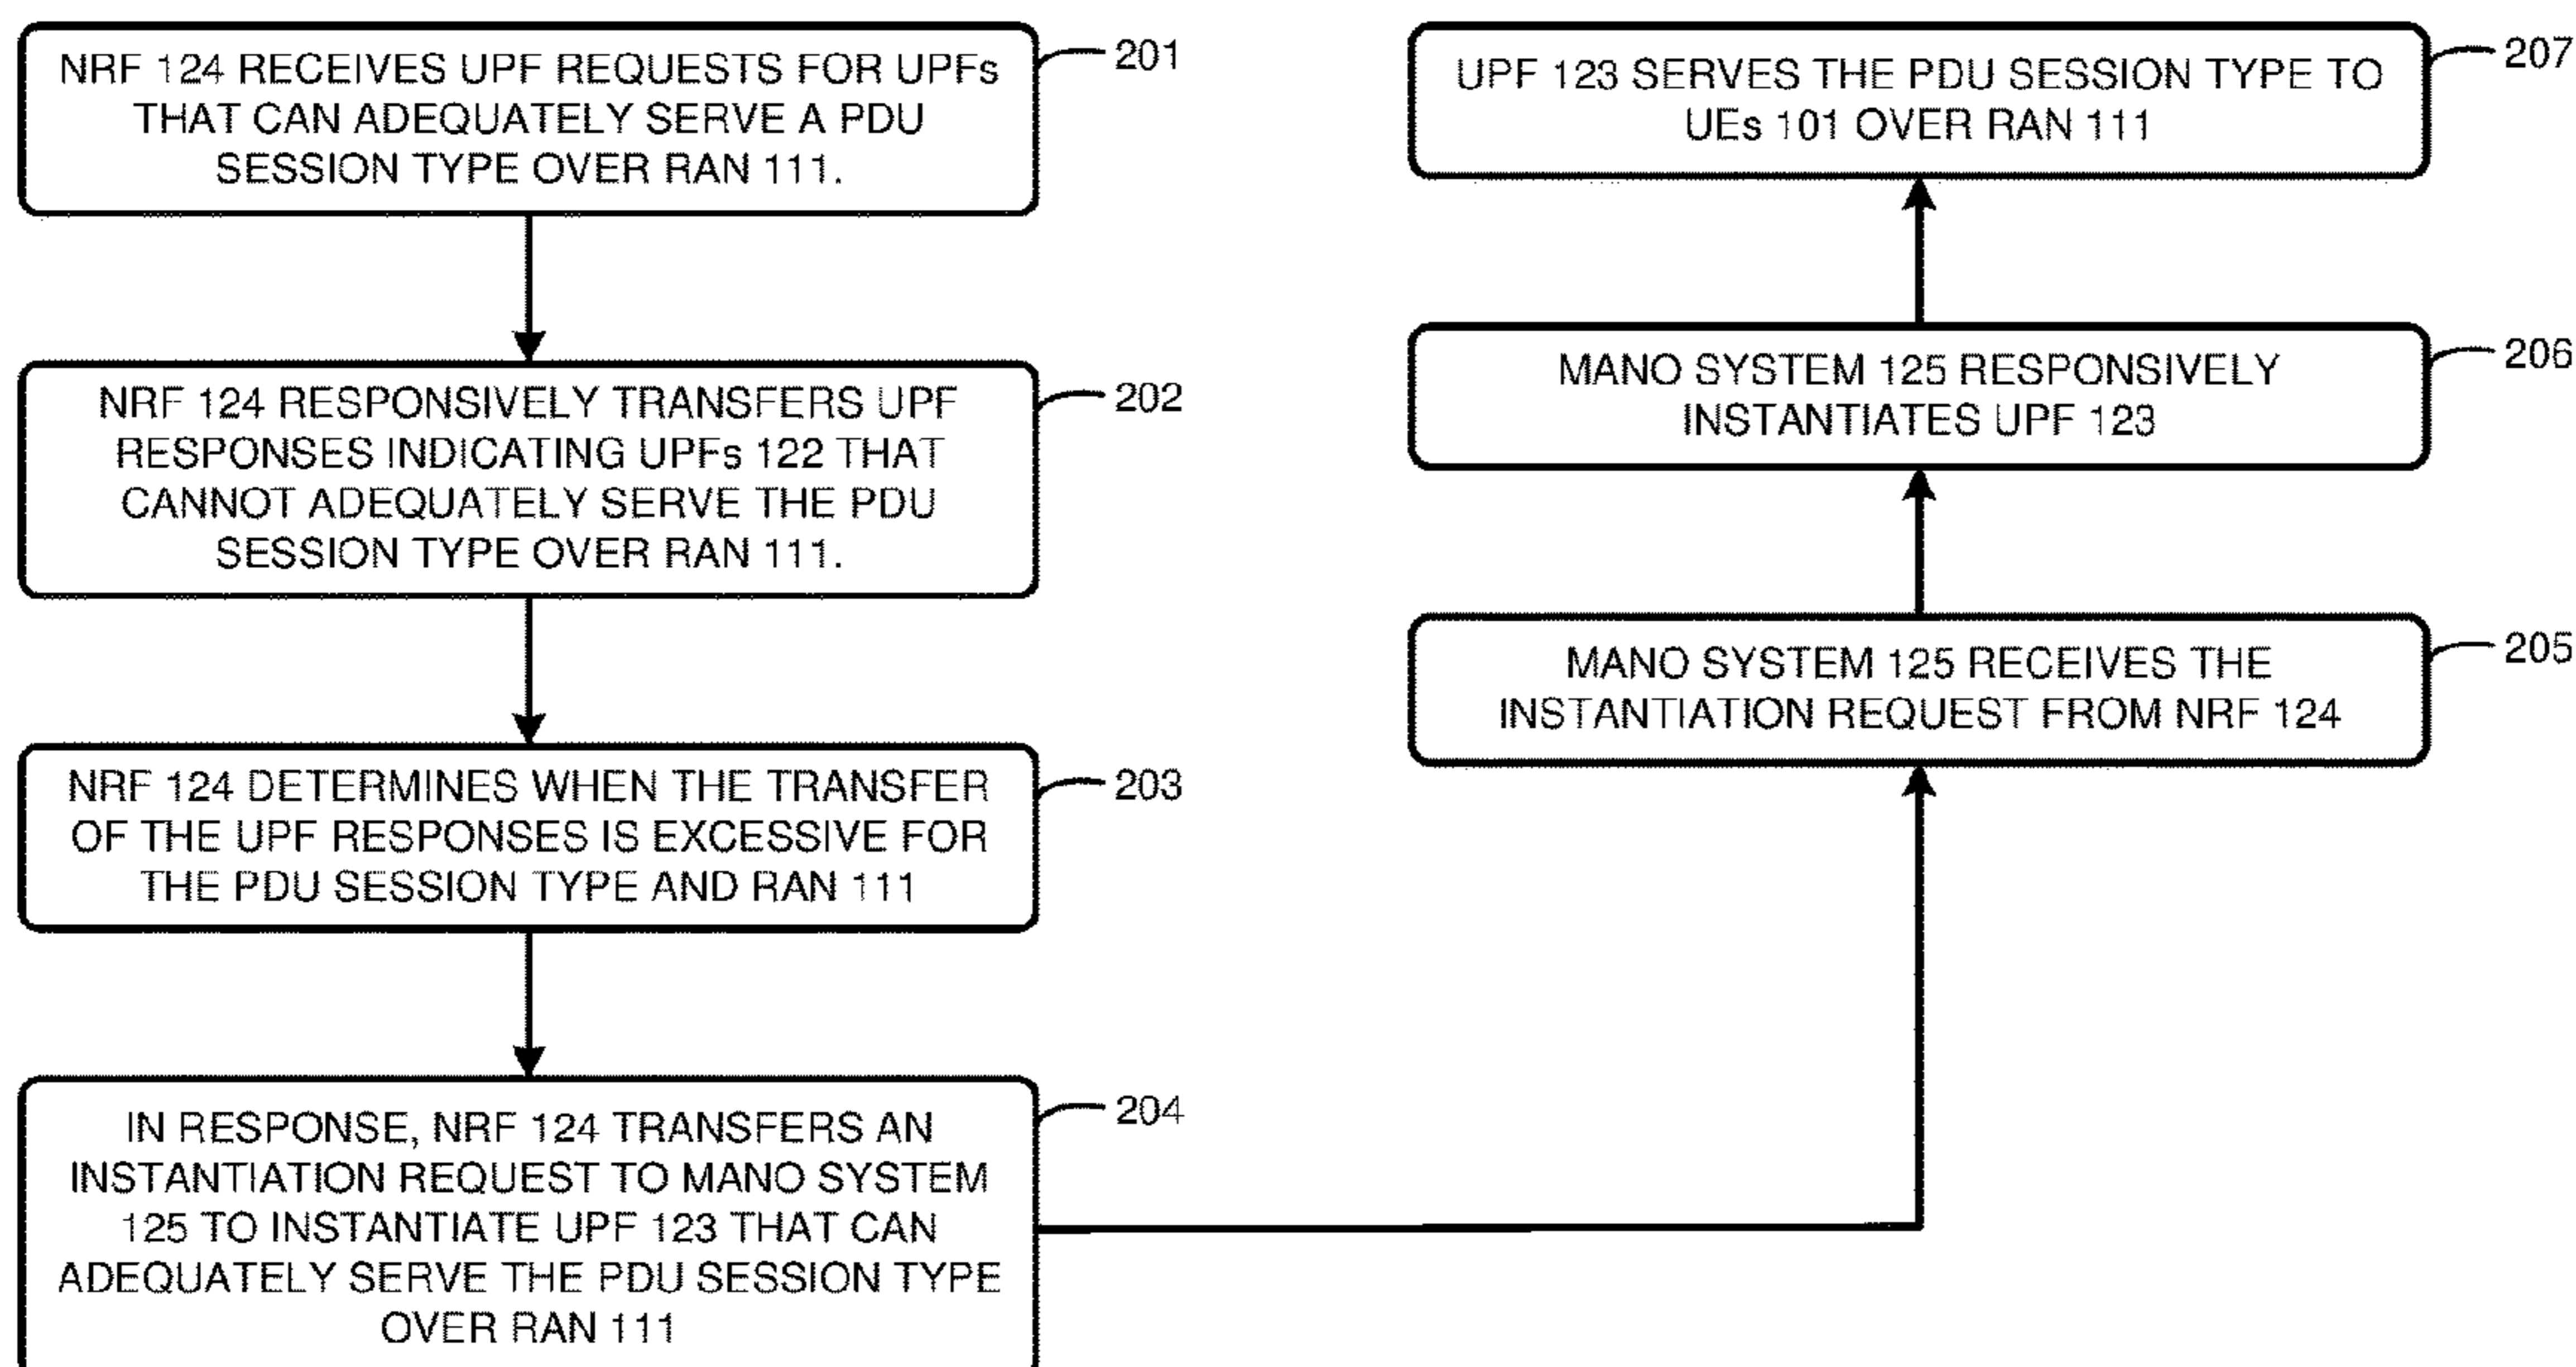 NRF 124 RECEIVES UPF REQUESTS FOR UPFs
THAT CAN ADEQUATELY SERVE A PDU
SESSION TYPE OVER RAN 111.
201
NRF 124 RESPONSIVELY TRANSFERS UPF
RESPONSES INDICATING UPFs 122 THAT
CANNOT ADEQUATELY SERVE THE PDU
SESSION TYPE OVER RAN 111.
202
NRF 124 DETERMINES WHEN THE TRANSFER
OF THE UPF RESPONSES IS EXCESSIVE FOR
THE PDU SESSION TYPE AND RAN 111
203
IN RESPONSE, NRF 124 TRANSFERS AN
INSTANTIATION REQUEST TO MANO SYSTEM
125 TO INSTANTIATE UPF 123 THAT CAN
ADEQUATELY SERVE THE PDU SESSION TYPE
OVER RAN 111
204
MANO SYSTEM 125 RECEIVES THE
INSTANTIATION REQUEST FROM NRF 124
205
MANO SYSTEM 125 RESPONSIVELY
INSTANTIATES UPF 123
206
UPF 123 SERVES THE PDU SESSION TYPE TO
UEs 101 OVER RAN 111
207